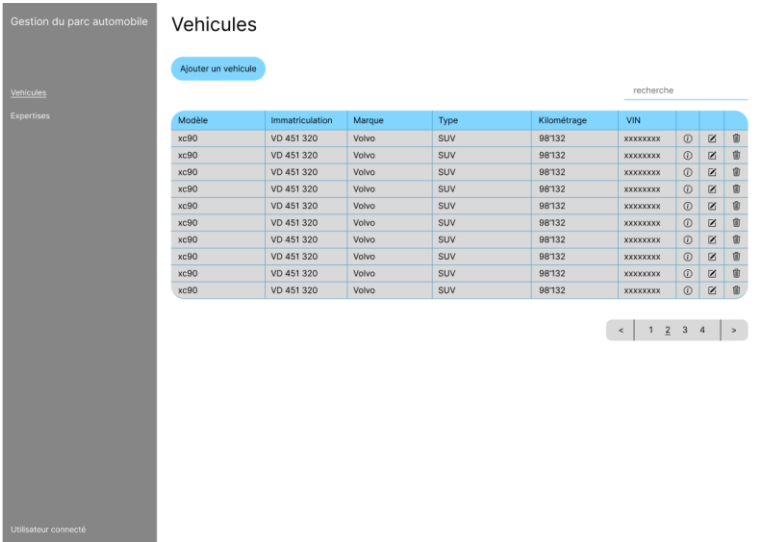 Gestion du parc automobile
Vehicules
Ajouter un vehicule
recherche
Vehicules
Expertises
Modèle Immatriculation Marque Type Kilométrage VIN
xc90 VD 451 320 Volvo SUV 98'132 xxxxxxxx
xc90 VD 451 320 Volvo SUV 98'132 xxxxxxxx
xc90 VD 451 320 Volvo SUV 98'132 xxxxxxxx
xc90 VD 451 320 Volvo SUV 98'132 xxxxxxxx
xc90 VD 451 320 Volvo SUV 98'132 xxxxxxxx
xc90 VD 451 320 Volvo SUV 98'132 xxxxxxxx
xc90 VD 451 320 Volvo SUV 98'132 xxxxxxxx
xc90 VD 451 320 Volvo SUV 98'132 xxxxxxxx
xc90 VD 451 320 Volvo SUV 98'132 xxxxxxxx
xc90 VD 451 320 Volvo SUV 98'132 xxxxxxxx
< 1 2 3 4 >
Utilisateur connecté